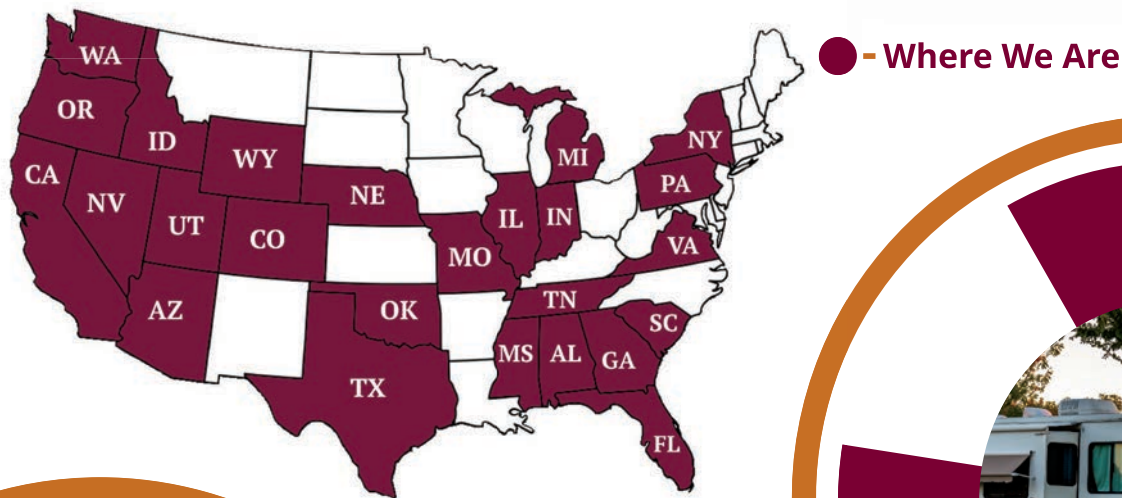 - Where We Are
WA
OR
ID
WY
CA
NV
UT
CO
NE
AZ
OK
TX
MO
IL
IN
MI
NY
PA
VA
TN
SC
MS
AL
GA
FL